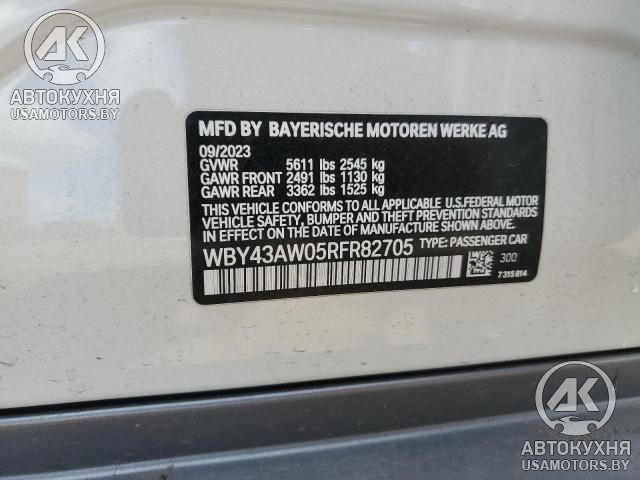 AK
АВТОКУХНЯ
USAMOTORS.BY
MFD BY BAYERISCHE MOTOREN WERKE AG
09/2023
GVWR 5611 lbs 2545 kg
GAWR FRONT 2491 lbs 1130 kg
GAWR REAR 3362 lbs 1525 kg
THIS VEHICLE CONFORMS TO ALL APPLICABLE U.S.FEDERAL MOTOR
VEHICLE SAFETY, BUMPER AND THEFT PREVENTION STANDARDS
IN EFFECT ON THE DATE OF MANUFACTURE SHOWN ABOVE.
WBY43AW05RFR82705 TYPE: PASSENGER CAR
300
7315814
AK
АВТОКУХНЯ
USAMOTORS.BY